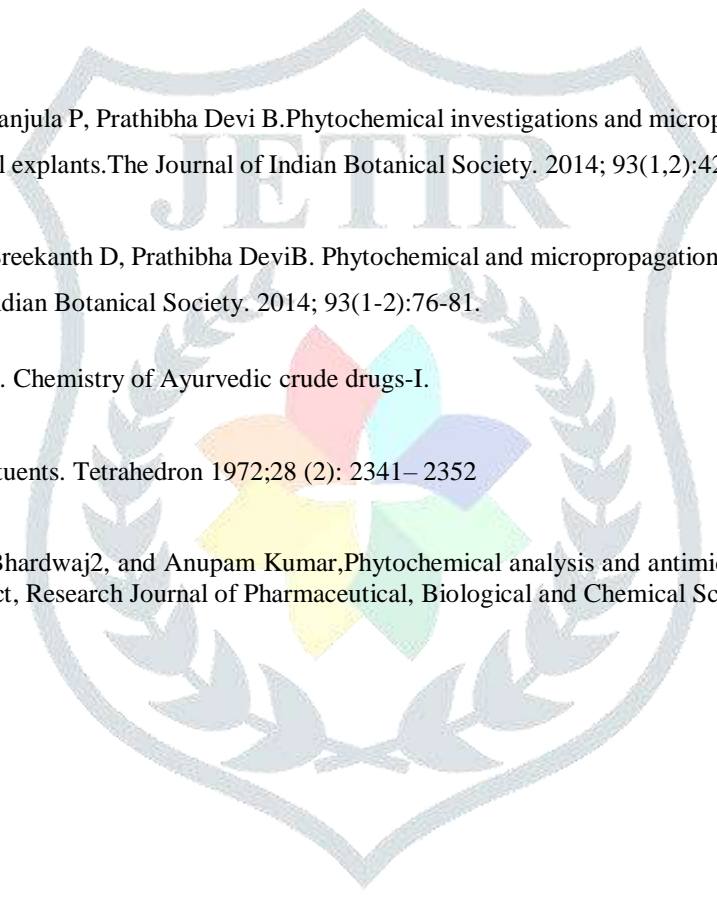 JETIR
anjula P, Prathibha Devi B.Phytochemical investigations and microp
l explants.The Journal of Indian Botanical Society. 2014; 93(1,2):42
reekanth D, Prathibha DeviB. Phytochemical and micropropagation
dian Botanical Society. 2014; 93(1-2):76-81.
. Chemistry of Ayurvedic crude drugs-I.
tuents. Tetrahedron 1972;28 (2): 2341– 2352
Bhardwaj2, and Anupam Kumar,Phytochemical analysis and antimic
ct, Research Journal of Pharmaceutical, Biological and Chemical Sc